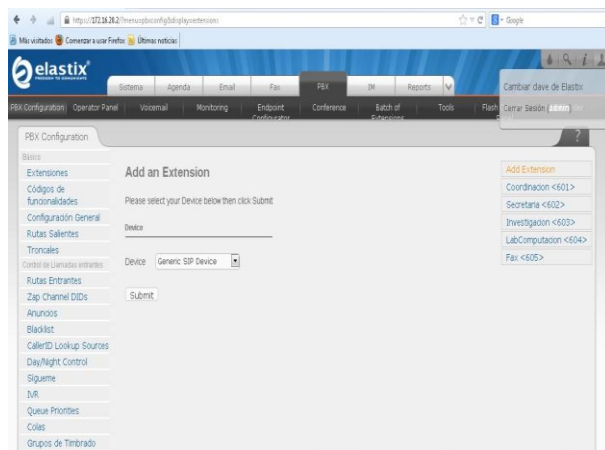 https://172.16.28.2/?menu=pbxconfig&display=extensions
Google
Más visitados Comenzar a usar Firefox Últimas noticias
elastix
FREEDOM TO COMMUNICATE
Sistema Agenda Email Fax PBX IM Reports
Cambiar clave de Elastix
Cerrar Sesión (admin)
PBX Configuration Operator Panel Voicemail Monitoring Endpoint Configurator Conference Batch of Extensions Tools Flash
PBX Configuration
?
Básico
Extensiones
Códigos de funcionalidades
Configuración General
Rutas Salientes
Troncales
Control de Llamadas entrantes
Rutas Entrantes
Zap Channel DIDs
Anuncios
Blacklist
CallerID Lookup Sources
Day/Night Control
Sígueme
IVR
Queue Priorities
Colas
Grupos de Timbrado
Add an Extension
Please select your Device below then click Submit
Device
Device Generic SIP Device
Submit
Add Extension
Coordinacion <601>
Secretaria <602>
Investigacion <603>
LabComputacion <604>
Fax <605>